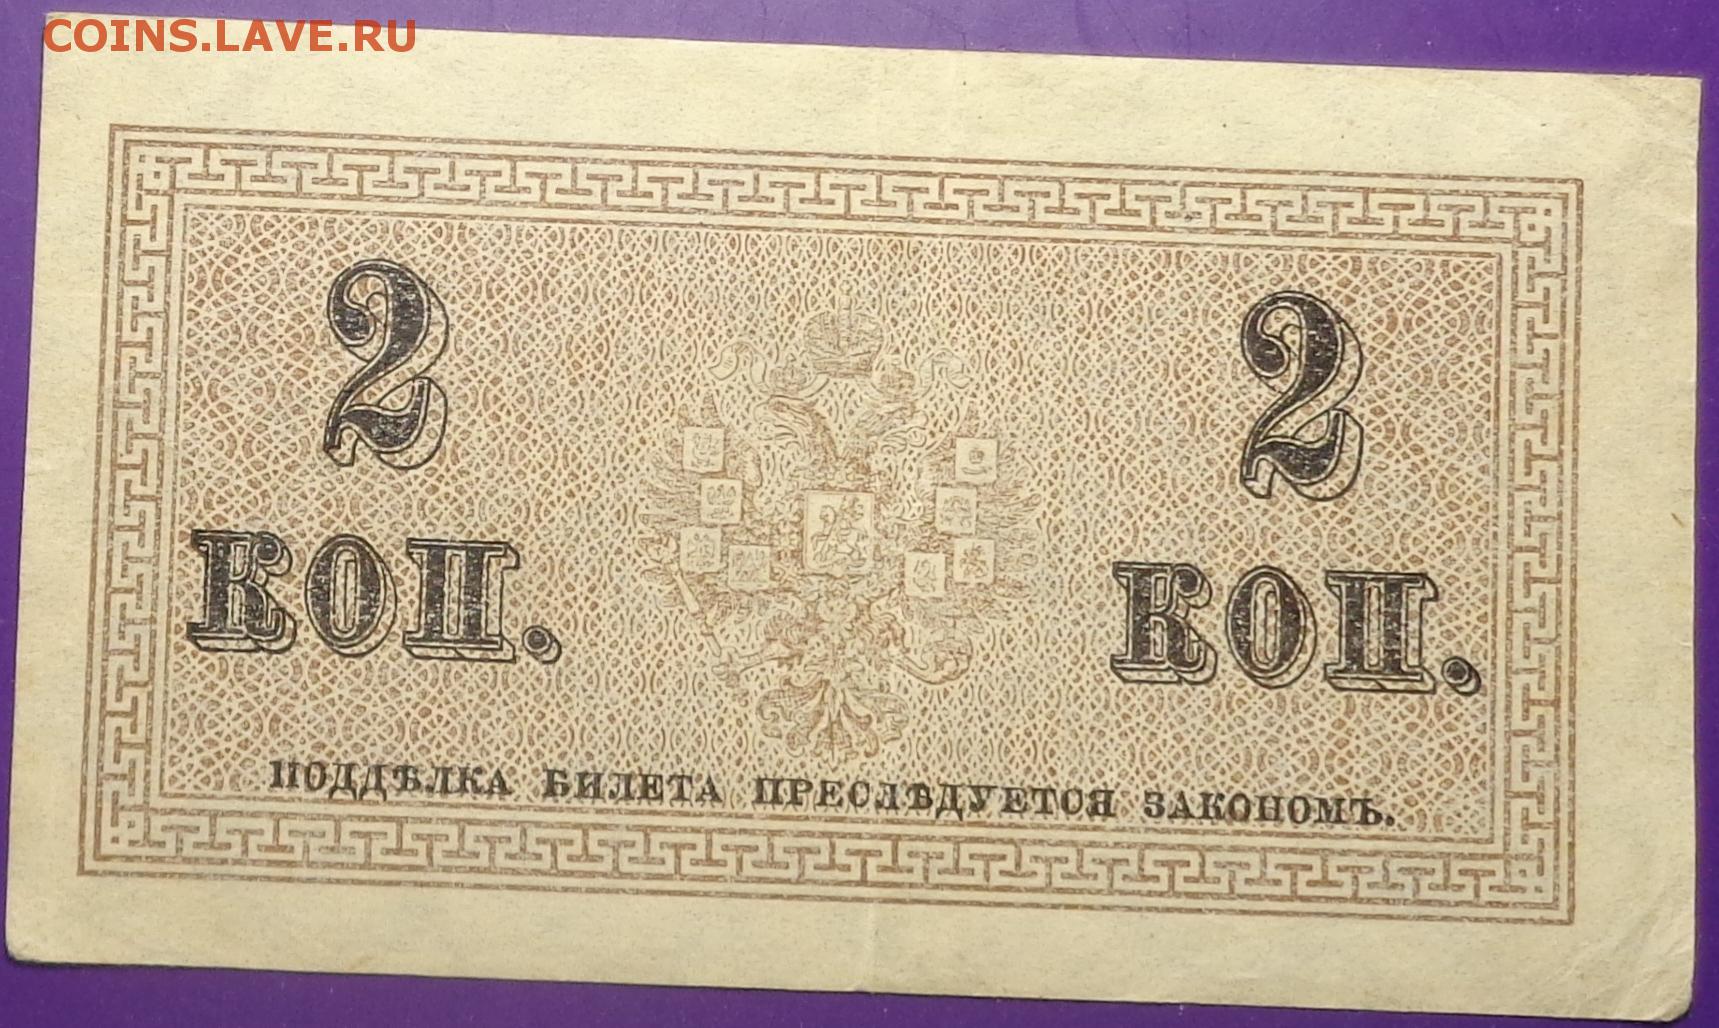 COINS.LAVE.RU
2 2
КОП. КОП.
ПОДДѢЛКА БИЛЕТА ПРЕСЛѢДУЕТСЯ ЗАКОНОМЪ.